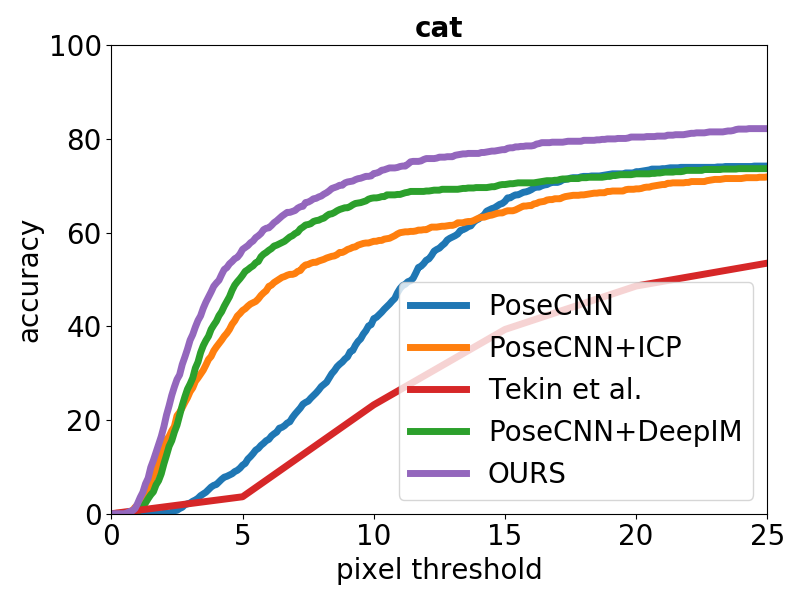 cat
100
80
60
40
20
0
accuracy
0 5 10 15 20 25
pixel threshold
PoseCNN
PoseCNN+ICP
Tekin et al.
PoseCNN+DeepIM
OURS